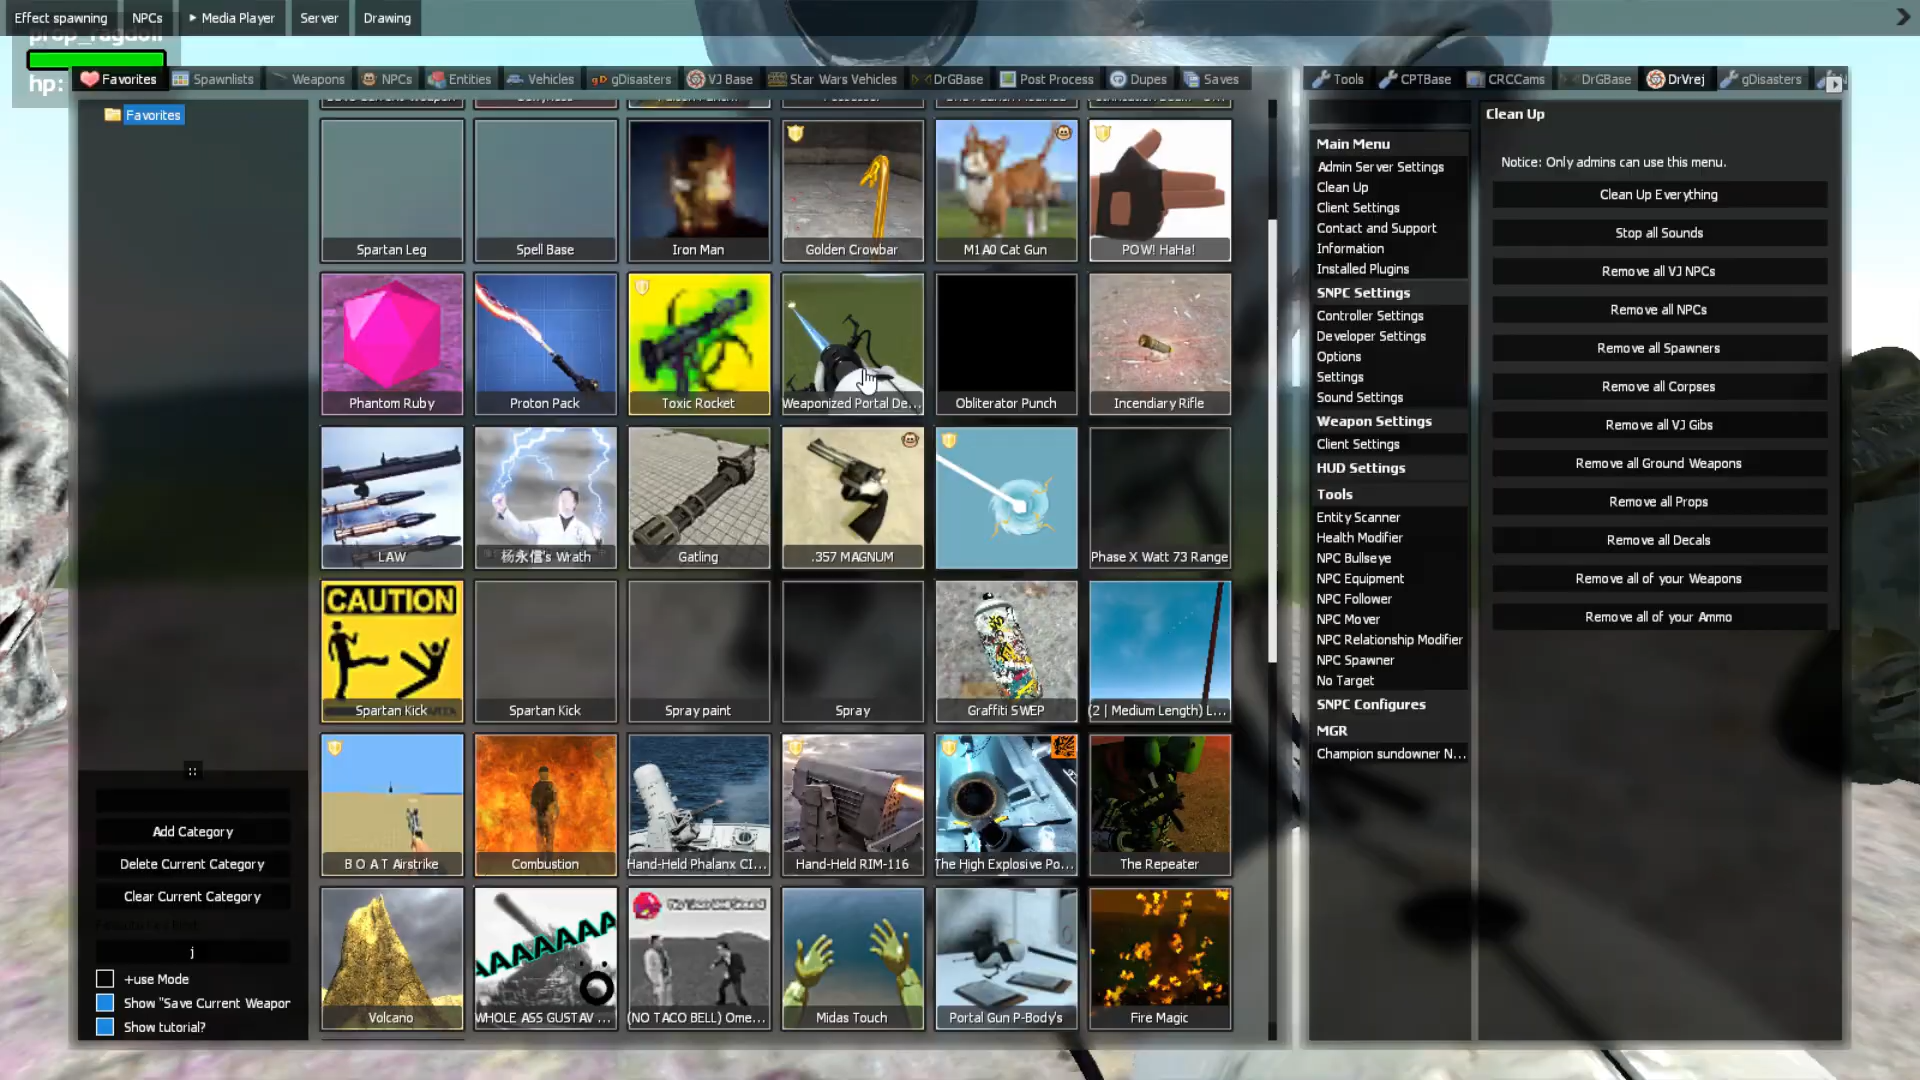 Effect spawning
NPCs
Media Player
Server
Drawing
prop_ragdoll
hp:
Favorites
Spawnlists
Weapons
NPCs
Entities
Vehicles
gDisasters
VJ Base
Star Wars Vehicles
DrGBase
Post Process
Dupes
Saves
Tools
CPTBase
CRCCams
DrGBase
DrVrej
gDisasters
Favorites
Spartan Leg
Spell Base
Iron Man
Golden Crowbar
M1A0 Cat Gun
POW! HaHa!
Phantom Ruby
Proton Pack
Toxic Rocket
Weaponized Portal De...
Obliterator Punch
Incendiary Rifle
LAW
杨永信's Wrath
Gatling
.357 MAGNUM
Phase X Watt 73 Range
CAUTION
Spartan Kick
Spartan Kick
Spray paint
Spray
Graffiti SWEP
(2 | Medium Length) L...
B O A T Airstrike
Combustion
Hand-Held Phalanx CI...
Hand-Held RIM-116
The High Explosive Po...
The Repeater
Volcano
AAAAAAA
WHOLE ASS GUSTAV ...
(NO TACO BELL) Ome...
Midas Touch
Portal Gun P-Body's
Fire Magic
Add Category
Delete Current Category
Clear Current Category
j
+use Mode
Show "Save Current Weapon
Show tutorial?
Main Menu
Admin Server Settings
Clean Up
Client Settings
Contact and Support
Information
Installed Plugins
SNPC Settings
Controller Settings
Developer Settings
Options
Settings
Sound Settings
Weapon Settings
Client Settings
HUD Settings
Tools
Entity Scanner
Health Modifier
NPC Bullseye
NPC Equipment
NPC Follower
NPC Mover
NPC Relationship Modifier
NPC Spawner
No Target
SNPC Configures
MGR
Champion sundowner N...
Clean Up
Notice: Only admins can use this menu.
Clean Up Everything
Stop all Sounds
Remove all VJ NPCs
Remove all NPCs
Remove all Spawners
Remove all Corpses
Remove all VJ Gibs
Remove all Ground Weapons
Remove all Props
Remove all Decals
Remove all of your Weapons
Remove all of your Ammo